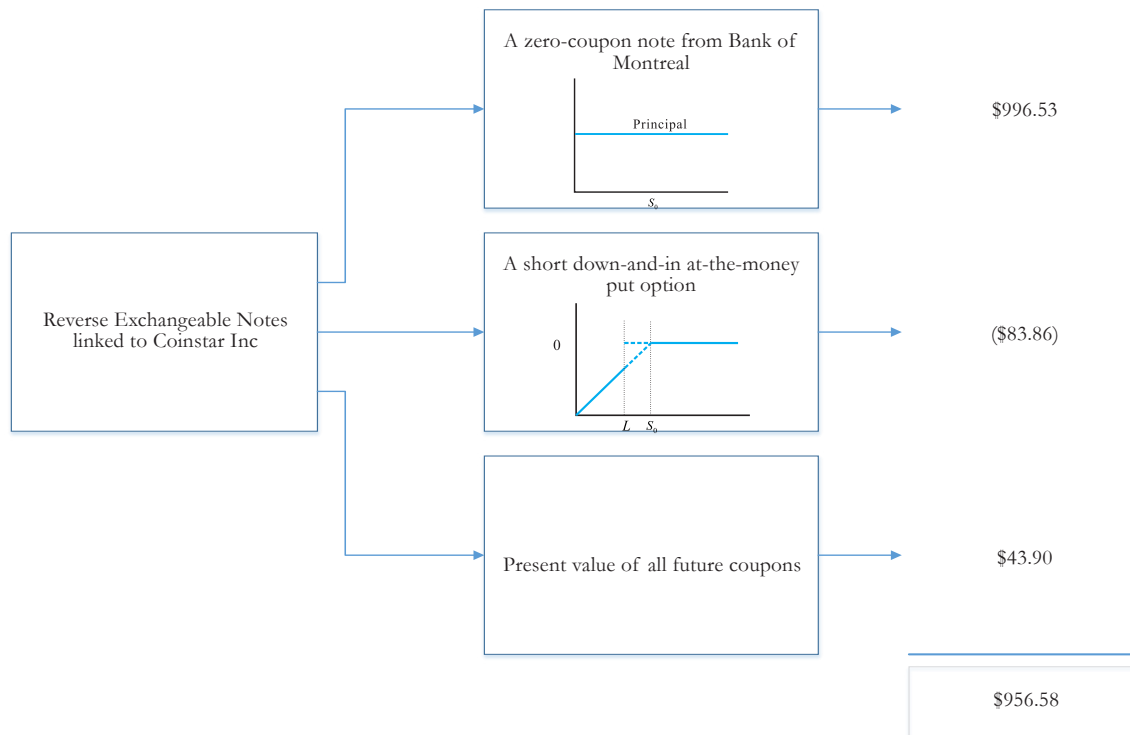 A zero-coupon note from Bank of
Montreal
Principal
S₀
$996.53
Reverse Exchangeable Notes
linked to Coinstar Inc
A short down-and-in at-the-money
put option
0
L S₀
($83.86)
Present value of all future coupons
$43.90
$956.58